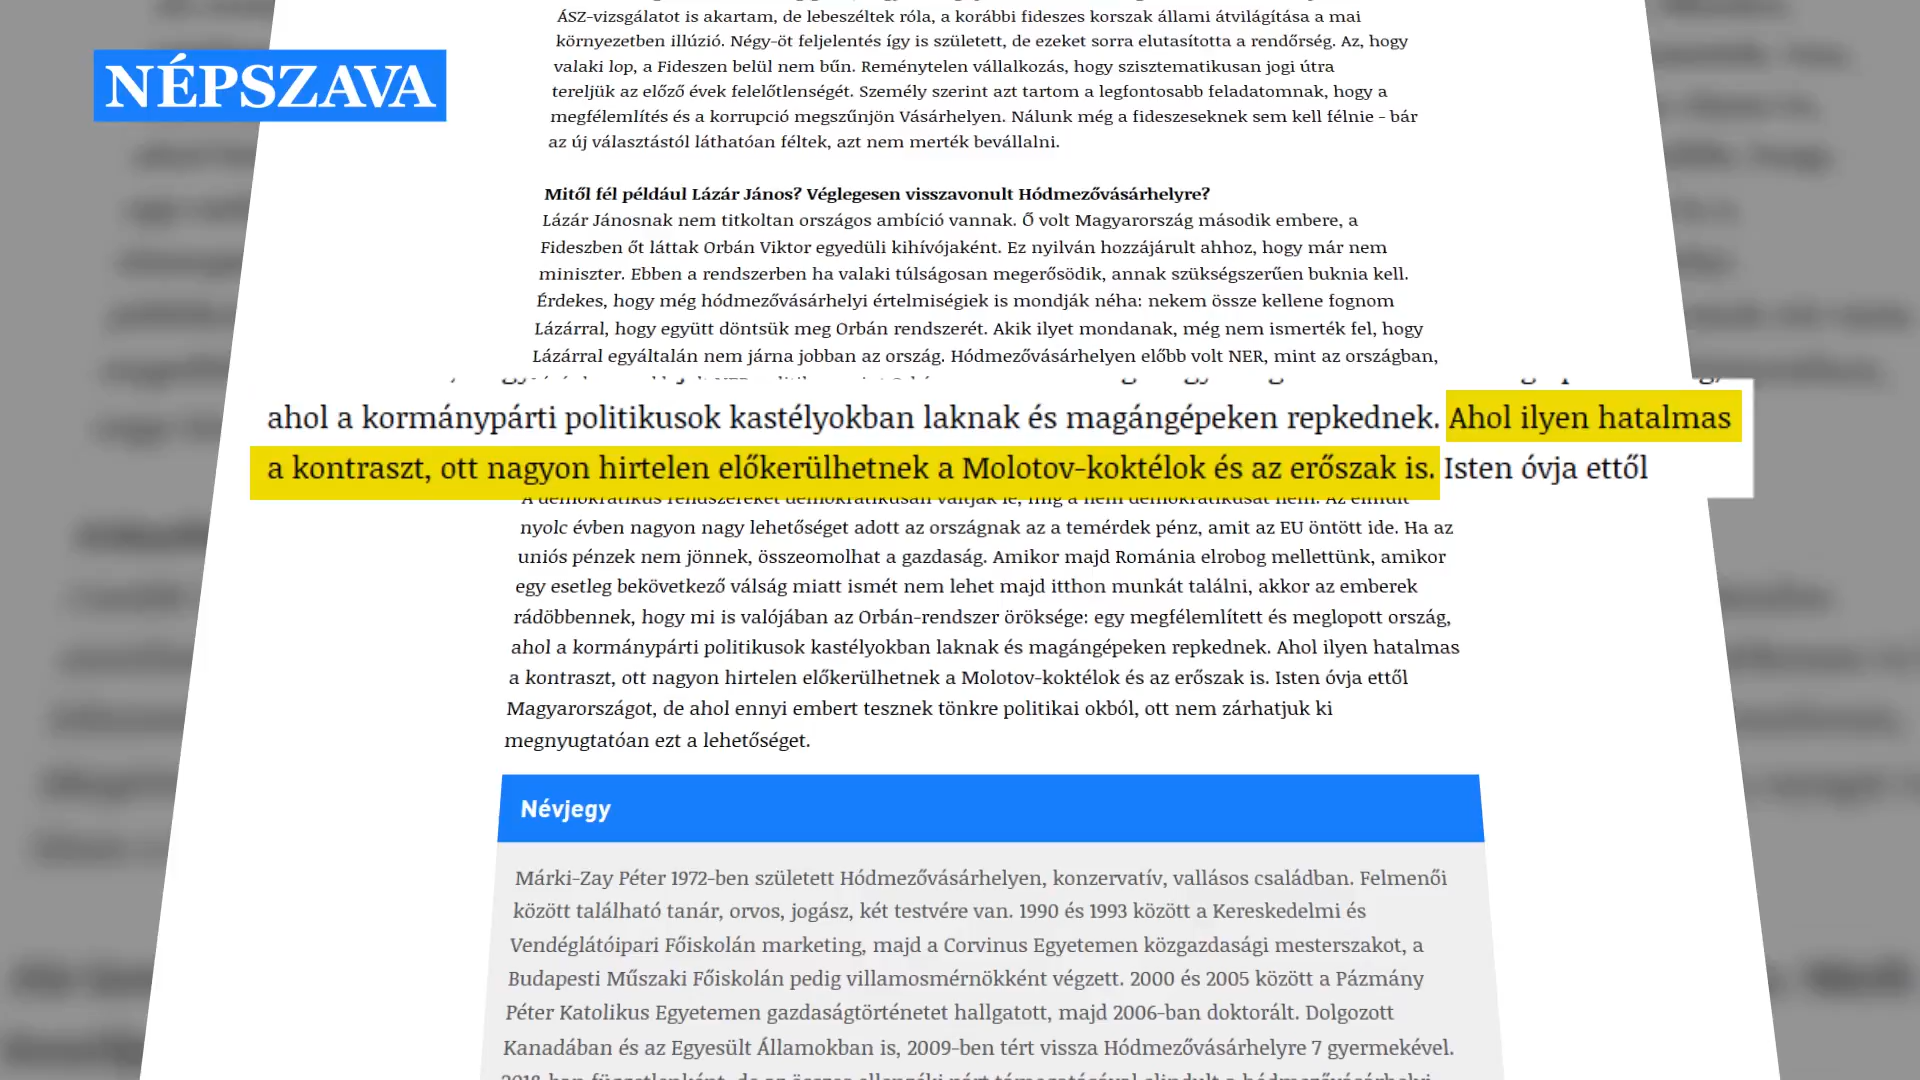 ÁSZ-vizsgálatot is akartam, de lebeszéltek róla, a korábbi fideszes korszak állami átvilágítása a mai
NÉPSZAVA
környezetben illúzió. Négy-öt feljelentés így is született, de ezeket sorra elutasította a rendőrség. Az, hogy
valaki lop, a Fideszen belül nem bűn. Reménytelen vállalkozás, hogy szisztematikusan jogi útra
tereljük az előző évek felelőtlenségét. Személy szerint azt tartom a legfontosabb feladatomnak, hogy a
megfélemlítés és a korrupció megszűnjön Vásárhelyen. Nálunk még a fideszeseknek sem kell félnie - bár
az új választástól láthatóan féltek, azt nem merték bevállalni.
Mitől fél például Lázár János? Véglegesen visszavonult Hódmezővásárhelyre?
Lázár Jánosnak nem titkoltan országos ambíció vannak. Ő volt Magyarország második embere, a
Fideszben őt láttak Orbán Viktor egyedüli kihívójaként. Ez nyilván hozzájárult ahhoz, hogy már nem
miniszter. Ebben a rendszerben ha valaki túlságosan megerősödik, annak szükségszerűen buknia kell.
Érdekes, hogy még hódmezővásárhelyi értelmiségiek is mondják néha: nekem össze kellene fognom
Lázárral, hogy együtt döntsük meg Orbán rendszerét. Akik ilyet mondanak, még nem ismerték fel, hogy
Lázárral egyáltalán nem járna jobban az ország. Hódmezővásárhelyen előbb volt NER, mint az országban,
ahol a kormánypárti politikusok kastélyokban laknak és magángépeken repkednek. Ahol ilyen hatalmas
a kontraszt, ott nagyon hirtelen előkerülhetnek a Molotov-koktélok és az erőszak is. Isten óvja ettől
A demokratikus rendszereket demokratikusan váltják le, míg a nem demokratikusat nem. Az elmúlt
nyolc évben nagyon nagy lehetőséget adott az országnak az a temérdek pénz, amit az EU öntött ide. Ha az
uniós pénzek nem jönnek, összeomolhat a gazdaság. Amikor majd Románia elrobog mellettünk, amikor
egy esetleg bekövetkező válság miatt ismét nem lehet majd itthon munkát találni, akkor az emberek
rádöbbennek, hogy mi is valójában az Orbán-rendszer öröksége: egy megfélemlített és meglopott ország,
ahol a kormánypárti politikusok kastélyokban laknak és magángépeken repkednek. Ahol ilyen hatalmas
a kontraszt, ott nagyon hirtelen előkerülhetnek a Molotov-koktélok és az erőszak is. Isten óvja ettől
Magyarországot, de ahol ennyi embert tesznek tönkre politikai okból, ott nem zárhatjuk ki
megnyugtatóan ezt a lehetőséget.
Névjegy
Márki-Zay Péter 1972-ben született Hódmezővásárhelyen, konzervatív, vallásos családban. Felmenői
között található tanár, orvos, jogász, két testvére van. 1990 és 1993 között a Kereskedelmi és
Vendéglátóipari Főiskolán marketing, majd a Corvinus Egyetemen közgazdasági mesterszakot, a
Budapesti Műszaki Főiskolán pedig villamosmérnökként végzett. 2000 és 2005 között a Pázmány
Péter Katolikus Egyetemen gazdaságtörténetet hallgatott, majd 2006-ban doktorált. Dolgozott
Kanadában és az Egyesült Államokban is, 2009-ben tért vissza Hódmezővásárhelyre 7 gyermekével.